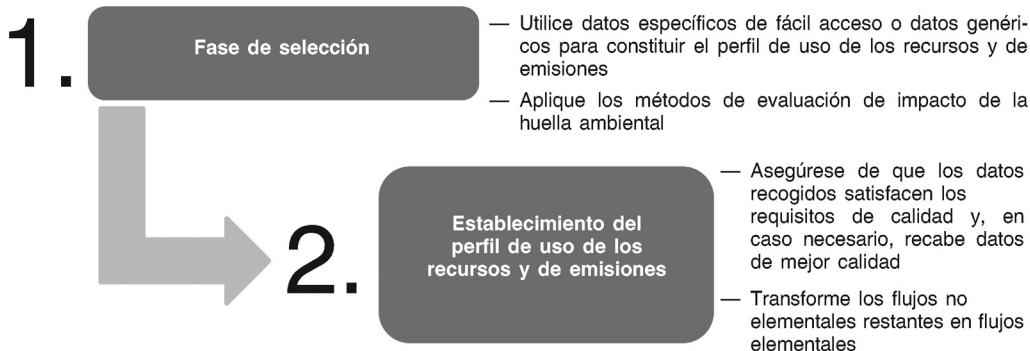 1.
Fase de selección
— Utilice datos específicos de fácil acceso o datos genéri-
cos para constituir el perfil de uso de los recursos y de
emisiones
— Aplique los métodos de evaluación de impacto de la
huella ambiental
2.
Establecimiento del
perfil de uso de los
recursos y de emisiones
— Asegúrese de que los datos
recogidos satisfacen los
requisitos de calidad y, en
caso necesario, recabe datos
de mejor calidad
— Transforme los flujos no
elementales restantes en flujos
elementales